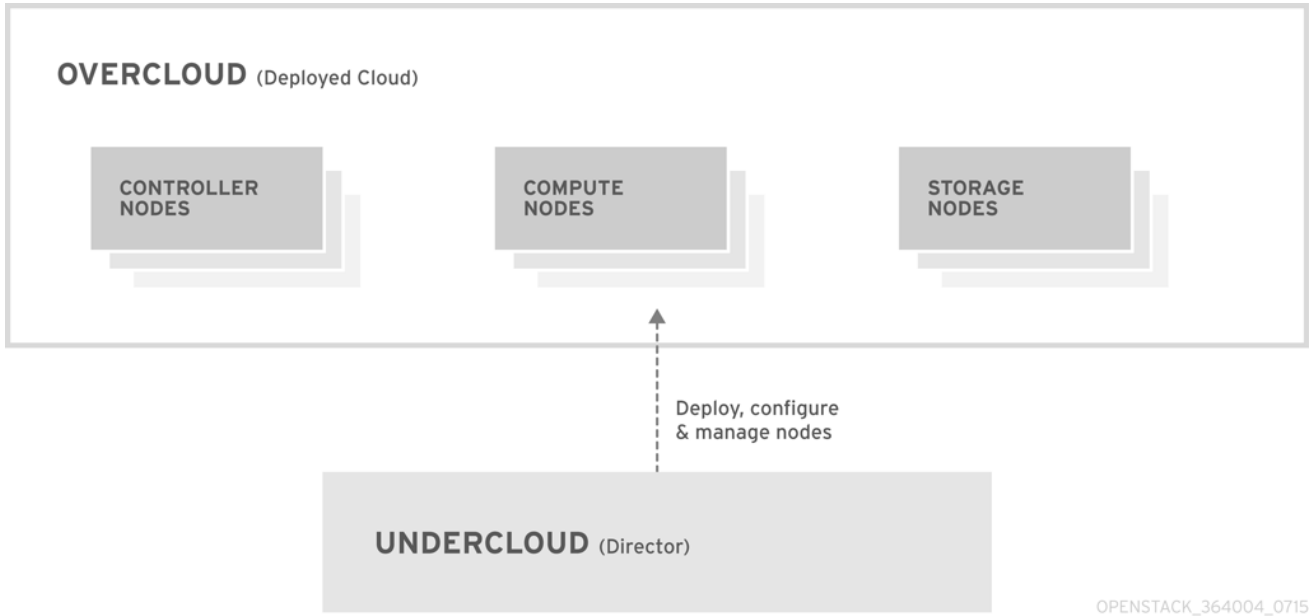 OVERCLOUD (Deployed Cloud)
CONTROLLER
NODES
COMPUTE
NODES
STORAGE
NODES
Deploy, configure
& manage nodes
UNDERCLOUD (Director)
OPENSTACK_364004_0715